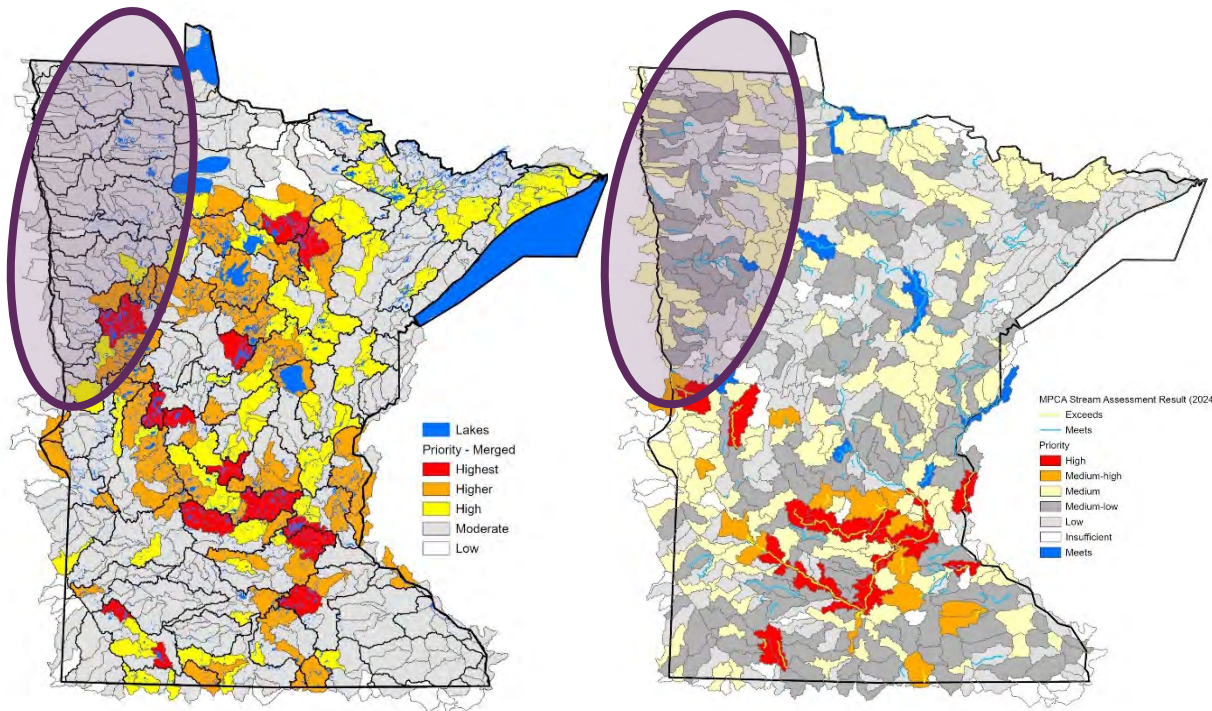 Lakes
Priority - Merged
Highest
Higher
High
Moderate
Low
MPCA Stream Assessment Result (2024
Exceeds
Meets
Priority
High
Medium-high
Medium
Medium-low
Low
Insufficient
Meets